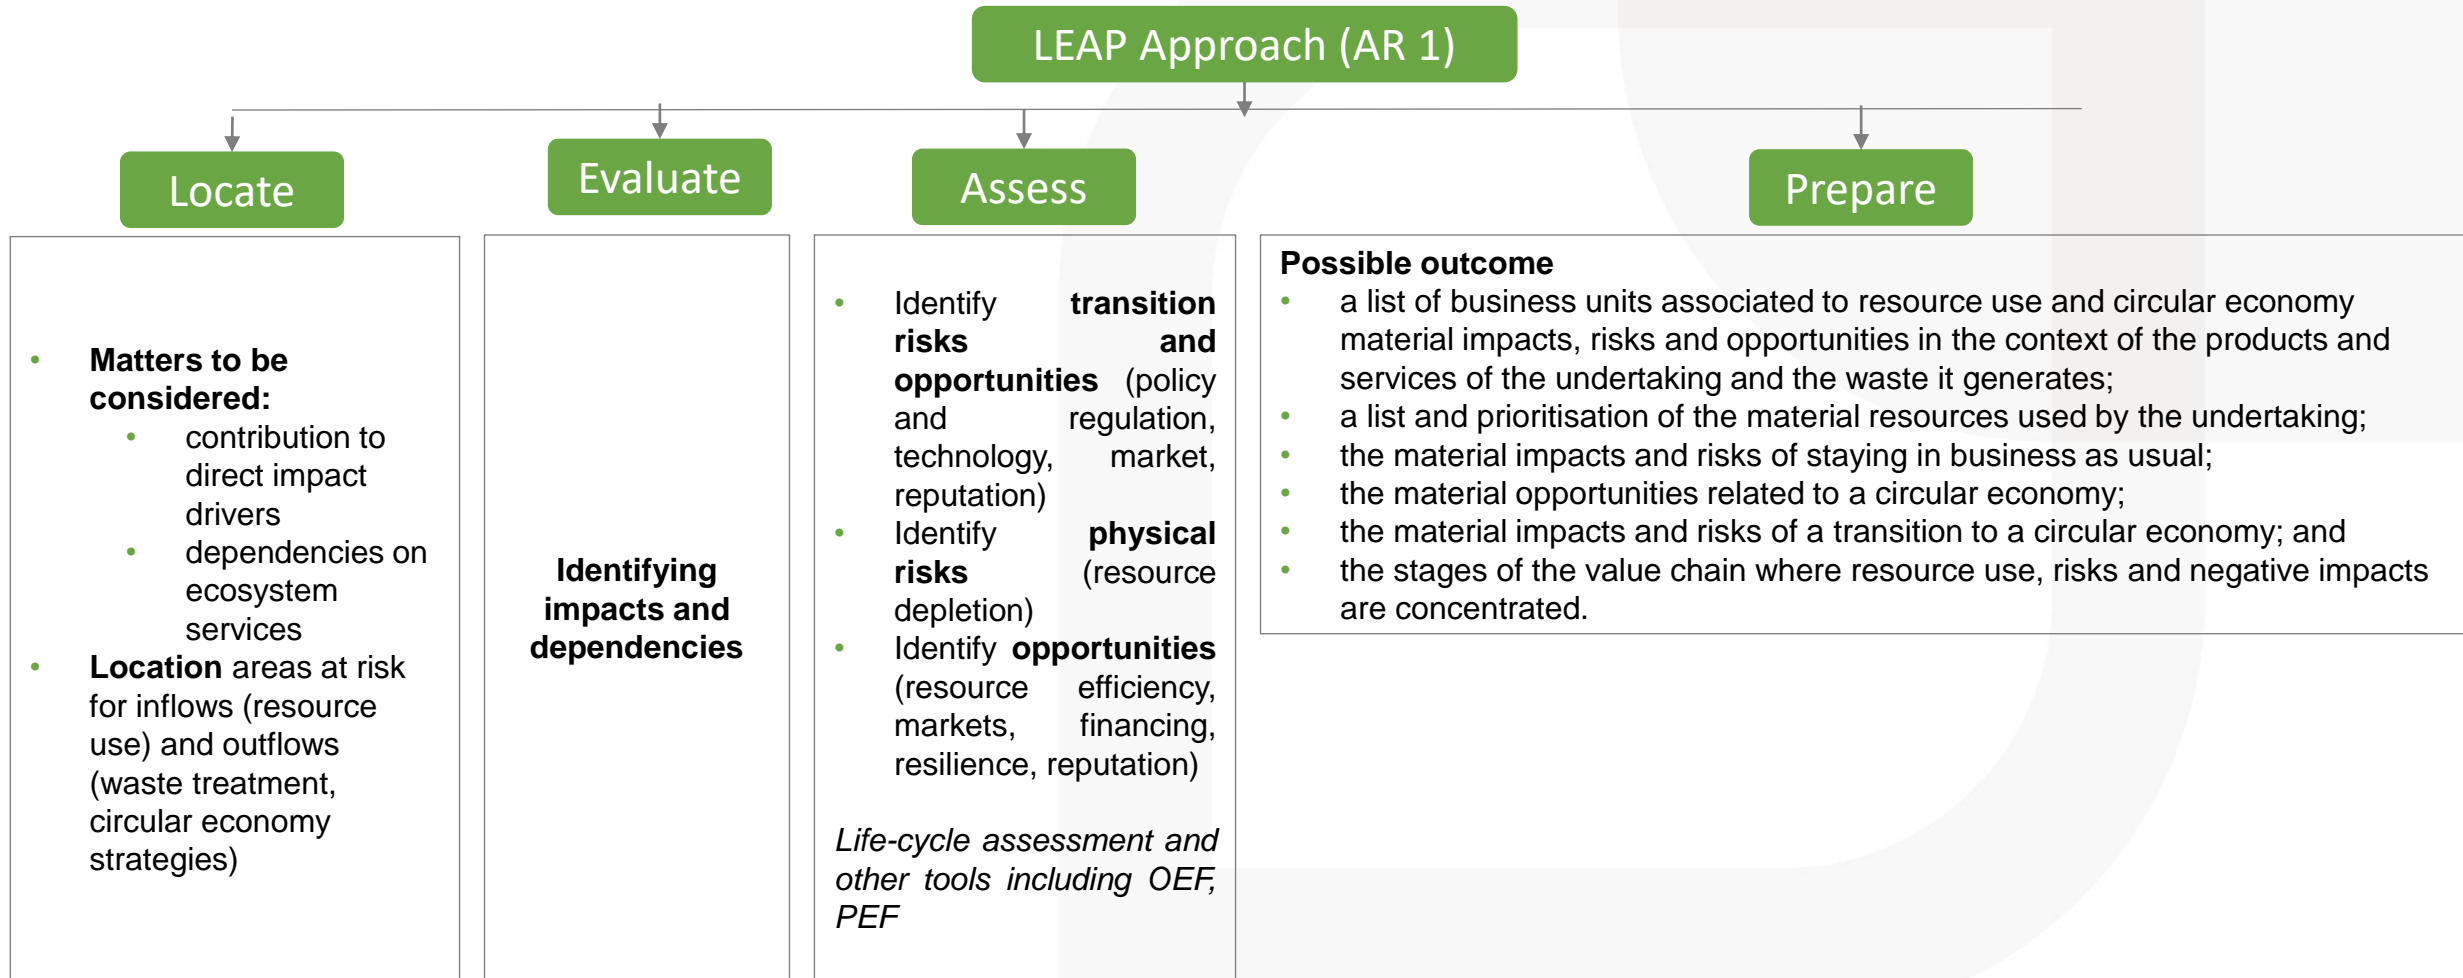 LEAP Approach (AR 1)
Locate
Evaluate
Assess
Prepare
• Matters to be
considered:
• contribution to
direct impact
drivers
• dependencies on
ecosystem
services
• Location areas at risk
for inflows (resource
use) and outflows
(waste treatment,
circular economy
strategies)
Identifying
impacts and
dependencies
• Identify transition
risks and
opportunities (policy
and regulation,
technology, market,
reputation)
• Identify physical
risks (resource
depletion)
• Identify opportunities
(resource efficiency,
markets, financing,
resilience, reputation)
Life-cycle assessment and
other tools including OEF,
PEF
Possible outcome
• a list of business units associated to resource use and circular economy
material impacts, risks and opportunities in the context of the products and
services of the undertaking and the waste it generates;
• a list and prioritisation of the material resources used by the undertaking;
• the material impacts and risks of staying in business as usual;
• the material opportunities related to a circular economy;
• the material impacts and risks of a transition to a circular economy; and
• the stages of the value chain where resource use, risks and negative impacts
are concentrated.